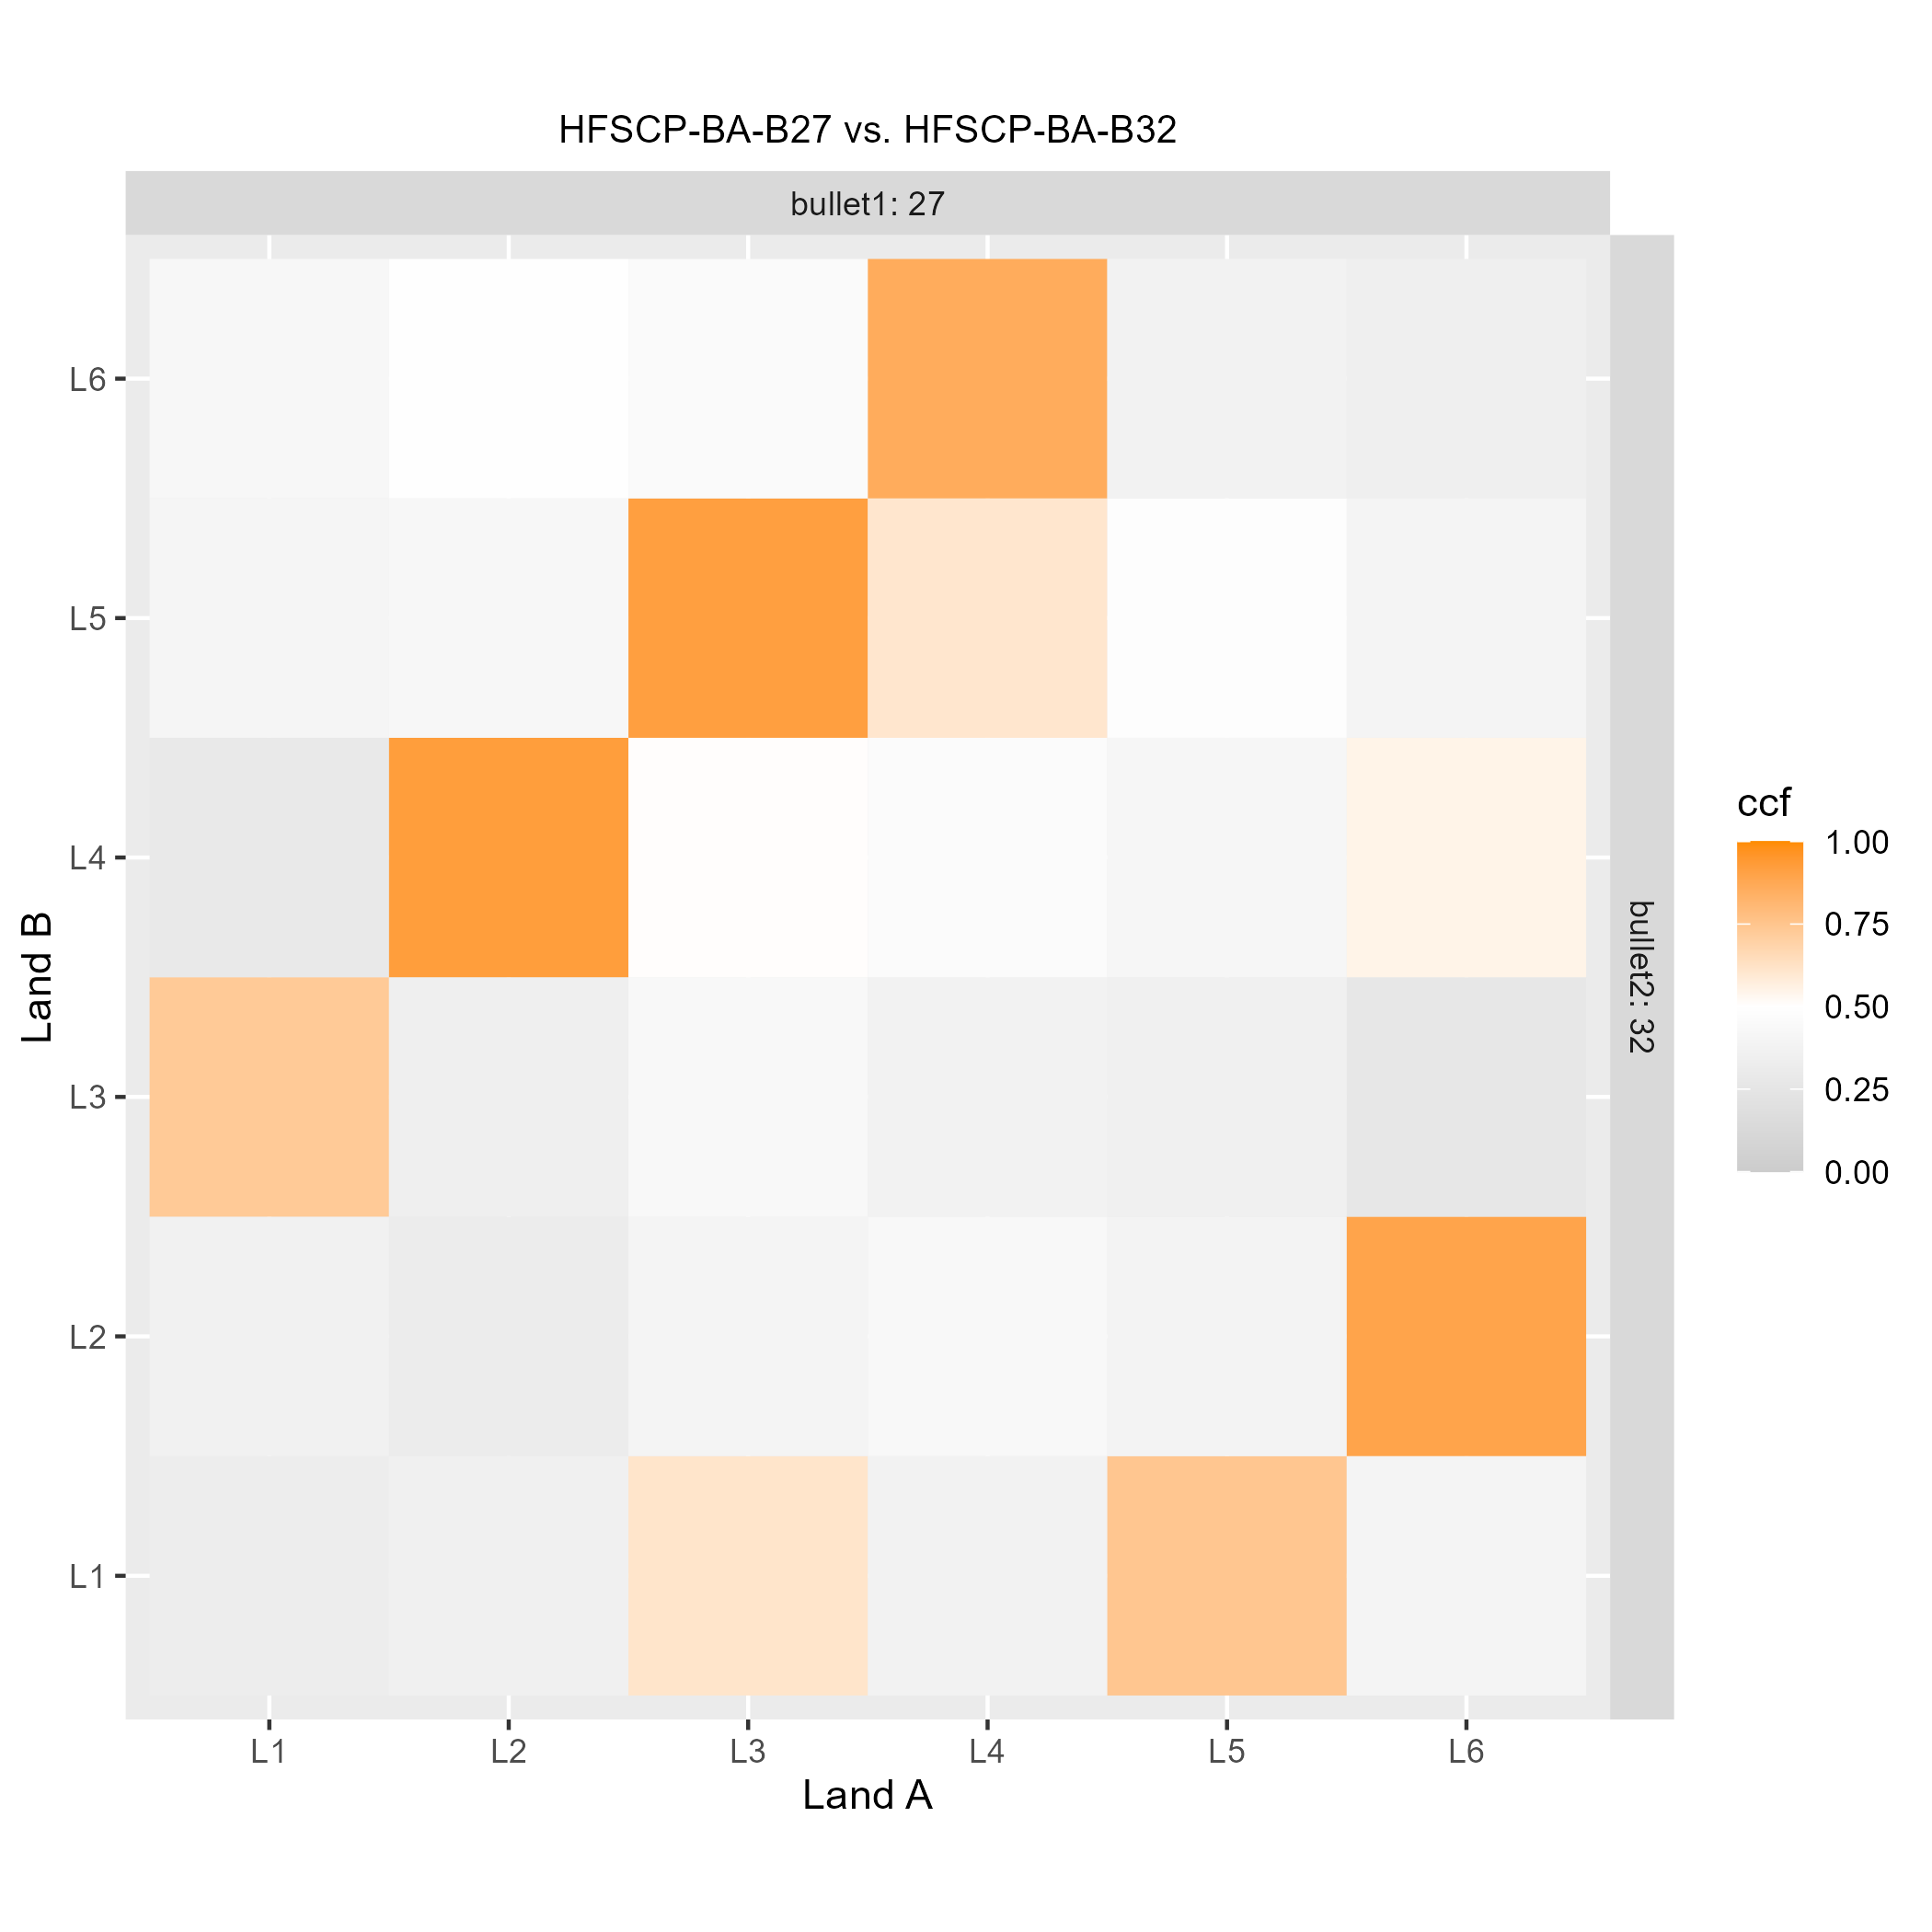 HFSCP-BA-B27 vs. HFSCP-BA-B32
bullet1: 27
L6
L5
L4
L3
L2
L1
Land B
bullet2: 32
ccf
1.00
0.75
0.50
0.25
0.00
L1 L2 L3 L4 L5 L6
Land A